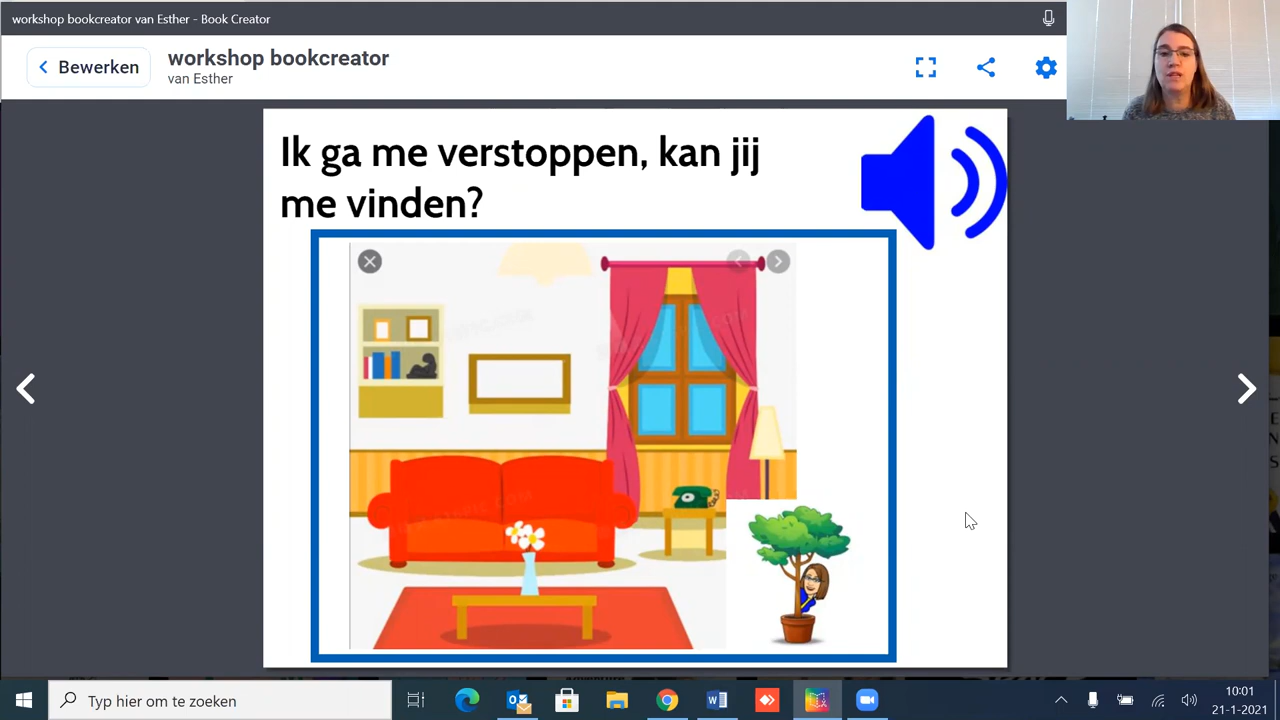 workshop bookcreator van Esther - Book Creator
Bewerken
workshop bookcreator
van Esther
Ik ga me verstoppen, kan jij
me vinden?
Typ hier om te zoeken
10:01
21-1-2021